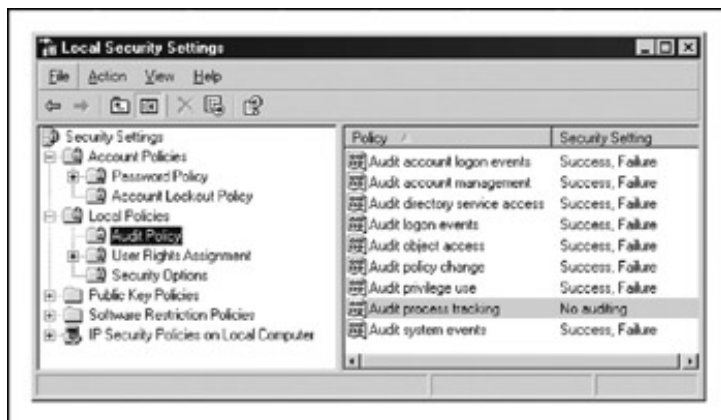 Local Security Settings
File Action View Help
Security Settings
Account Policies
Password Policy
Account Lockout Policy
Local Policies
Audit Policy
User Rights Assignment
Security Options
Public Key Policies
Software Restriction Policies
IP Security Policies on Local Computer
Policy Security Setting
Audit account logon events Success, Failure
Audit account management Success, Failure
Audit directory service access Success, Failure
Audit logon events Success, Failure
Audit object access Success, Failure
Audit policy change Success, Failure
Audit privilege use Success, Failure
Audit process tracking No auditing
Audit system events Success, Failure